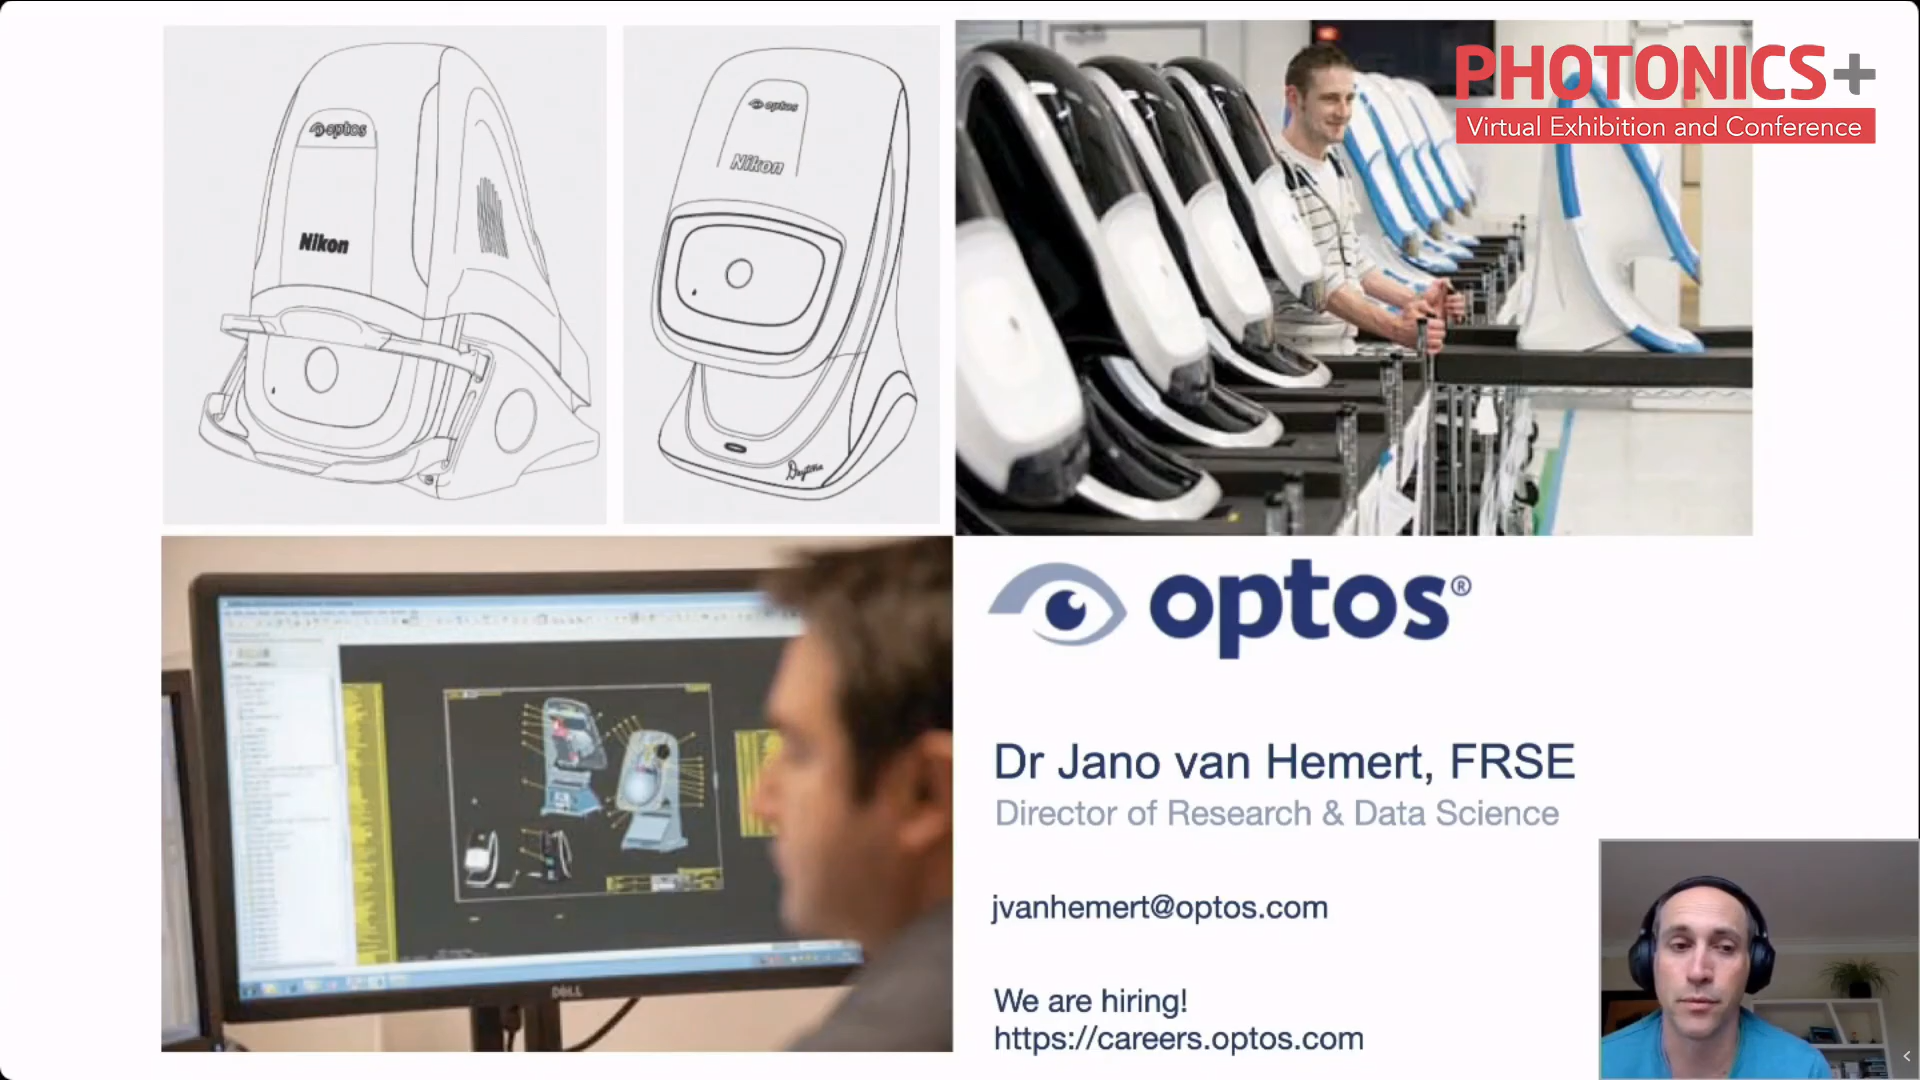 optos
Nikon
optos
Nikon
Daytona
PHOTONICS+
Virtual Exhibition and Conference
DELL
optos®
Dr Jano van Hemert, FRSE
Director of Research & Data Science
jvanhemert@optos.com
We are hiring!
https://careers.optos.com